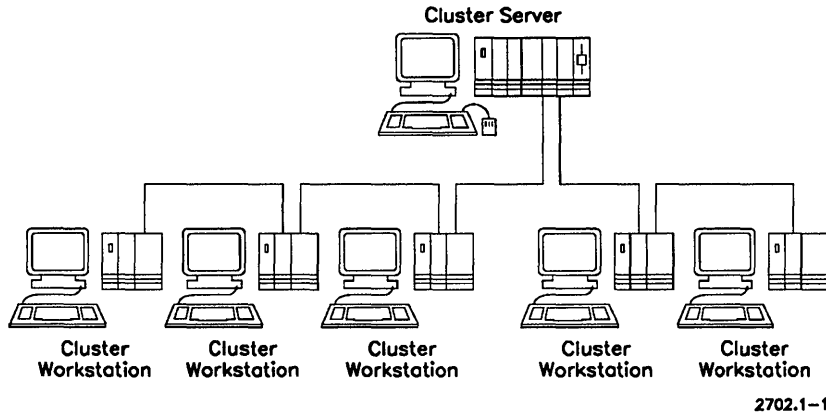 Cluster Server
Cluster
Workstation
Cluster
Workstation
Cluster
Workstation
Cluster
Workstation
Cluster
Workstation
2702.1-1